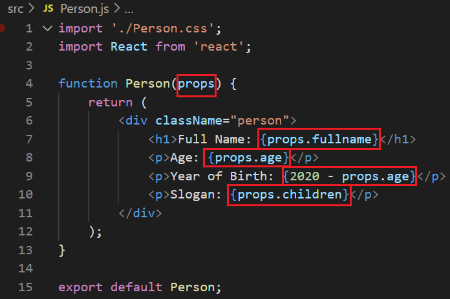 src > JS Person.js > ...
1 import './Person.css';
2 import React from 'react';
3
4 function Person(props) {
5 return (
6 <div className="person">
7 <h1>Full Name: {props.fullname}</h1>
8 <p>Age: {props.age}</p>
9 <p>Year of Birth: {2020 - props.age}</p>
10 <p>Slogan: {props.children}</p>
11 </div>
12 );
13 }
14
15 export default Person;